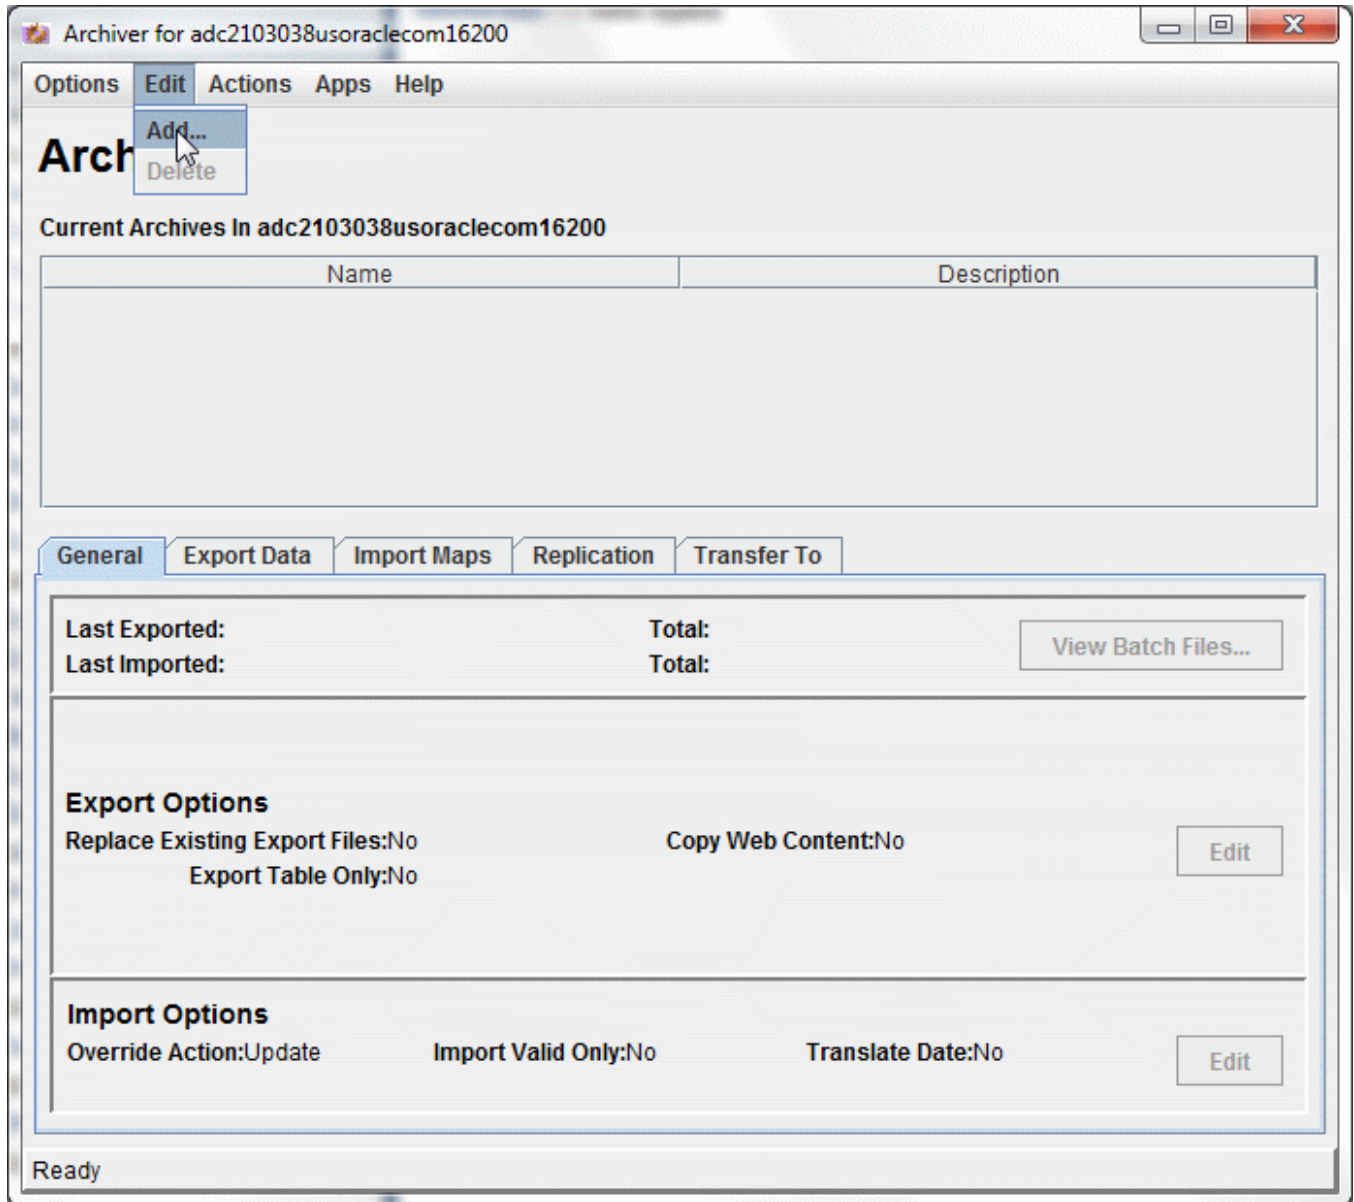 Archiver for adc2103038usoraclecom16200
Options Edit Actions Apps Help
Add...
Delete
Arch
Current Archives In adc2103038usoraclecom16200
Name Description
General Export Data Import Maps Replication Transfer To
Last Exported: Total:
Last Imported: Total:
View Batch Files...
Export Options
Replace Existing Export Files:No Copy Web Content:No
Export Table Only:No
Edit
Import Options
Override Action:Update Import Valid Only:No Translate Date:No
Edit
Ready